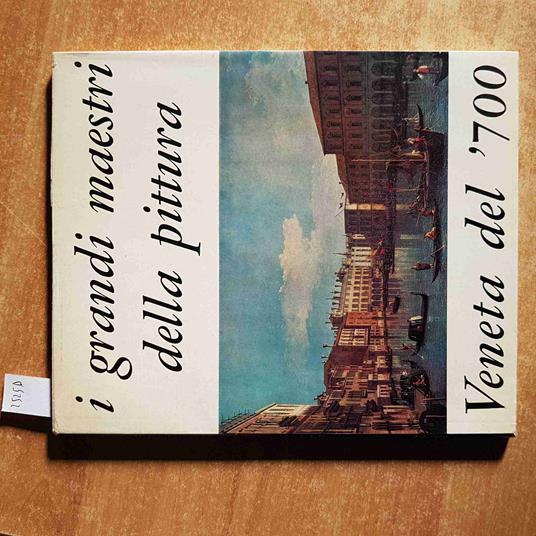 i grandi maestri
della pittura
Veneta del '700